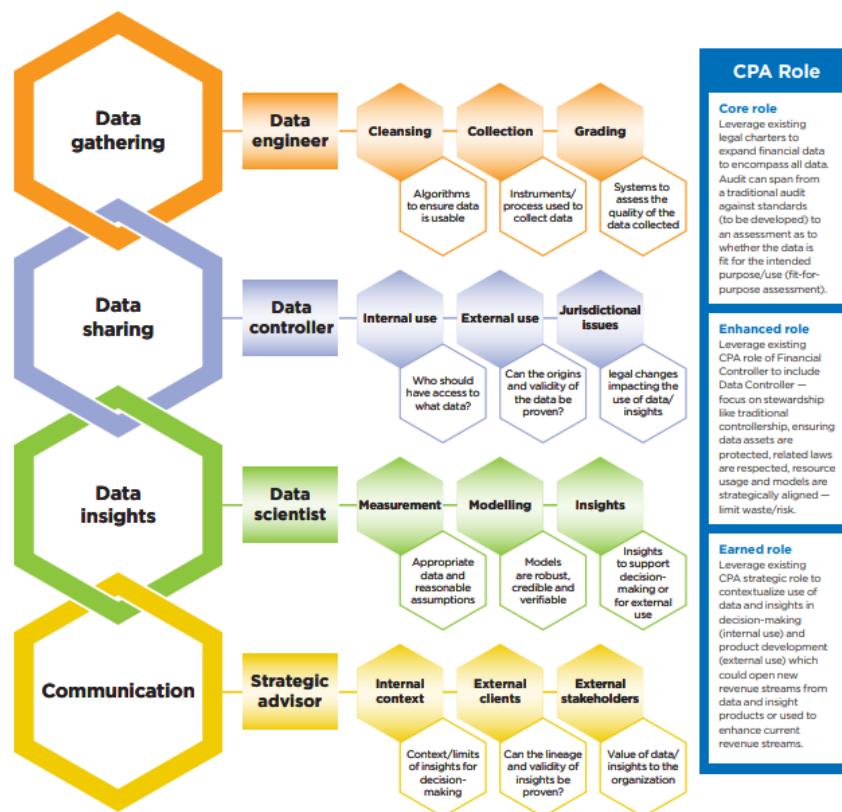 Data
gathering
Data
engineer
Cleansing
Collection
Grading
Algorithms
to ensure data
is usable
Instruments/
process used to
collect data
Systems to
assess the
quality of the
data collected
Data
sharing
Data
controller
Internal use
External use
Jurisdictional
issues
Who should
have access to
what data?
Can the origins
and validity of
the data be
proven?
legal changes
impacting the
use of data/
insights
Data
insights
Data
scientist
Measurement
Modelling
Insights
Appropriate
data and
reasonable
assumptions
Models
are robust,
credible and
verifiable
Insights
to support
decision-
making or
for external
use
Communication
Strategic
advisor
Internal
context
External
clients
External
stakeholders
Context/limits
of insights for
decision-
making
Can the lineage
and validity of
insights be
proven?
Value of data/
insights to the
organization
CPA Role
Core role
Leverage existing
legal charters to
expand financial data
to encompass all data.
Audit can span from
a traditional audit
against standards
(to be developed) to
an assessment as to
whether the data is
fit for the intended
purpose/use (fit-for-
purpose assessment).
Enhanced role
Leverage existing
CPA role of Financial
Controller to include
Data Controller —
focus on stewardship
like traditional
controllership, ensuring
data assets are
protected, related laws
are respected, resource
usage and models are
strategically aligned —
limit waste/risk.
Earned role
Leverage existing
CPA strategic role to
contextualize use of
data and insights in
decision-making
(internal use) and
product development
(external use) which
could open new
revenue streams from
data and insight
products or used to
enhance current
revenue streams.